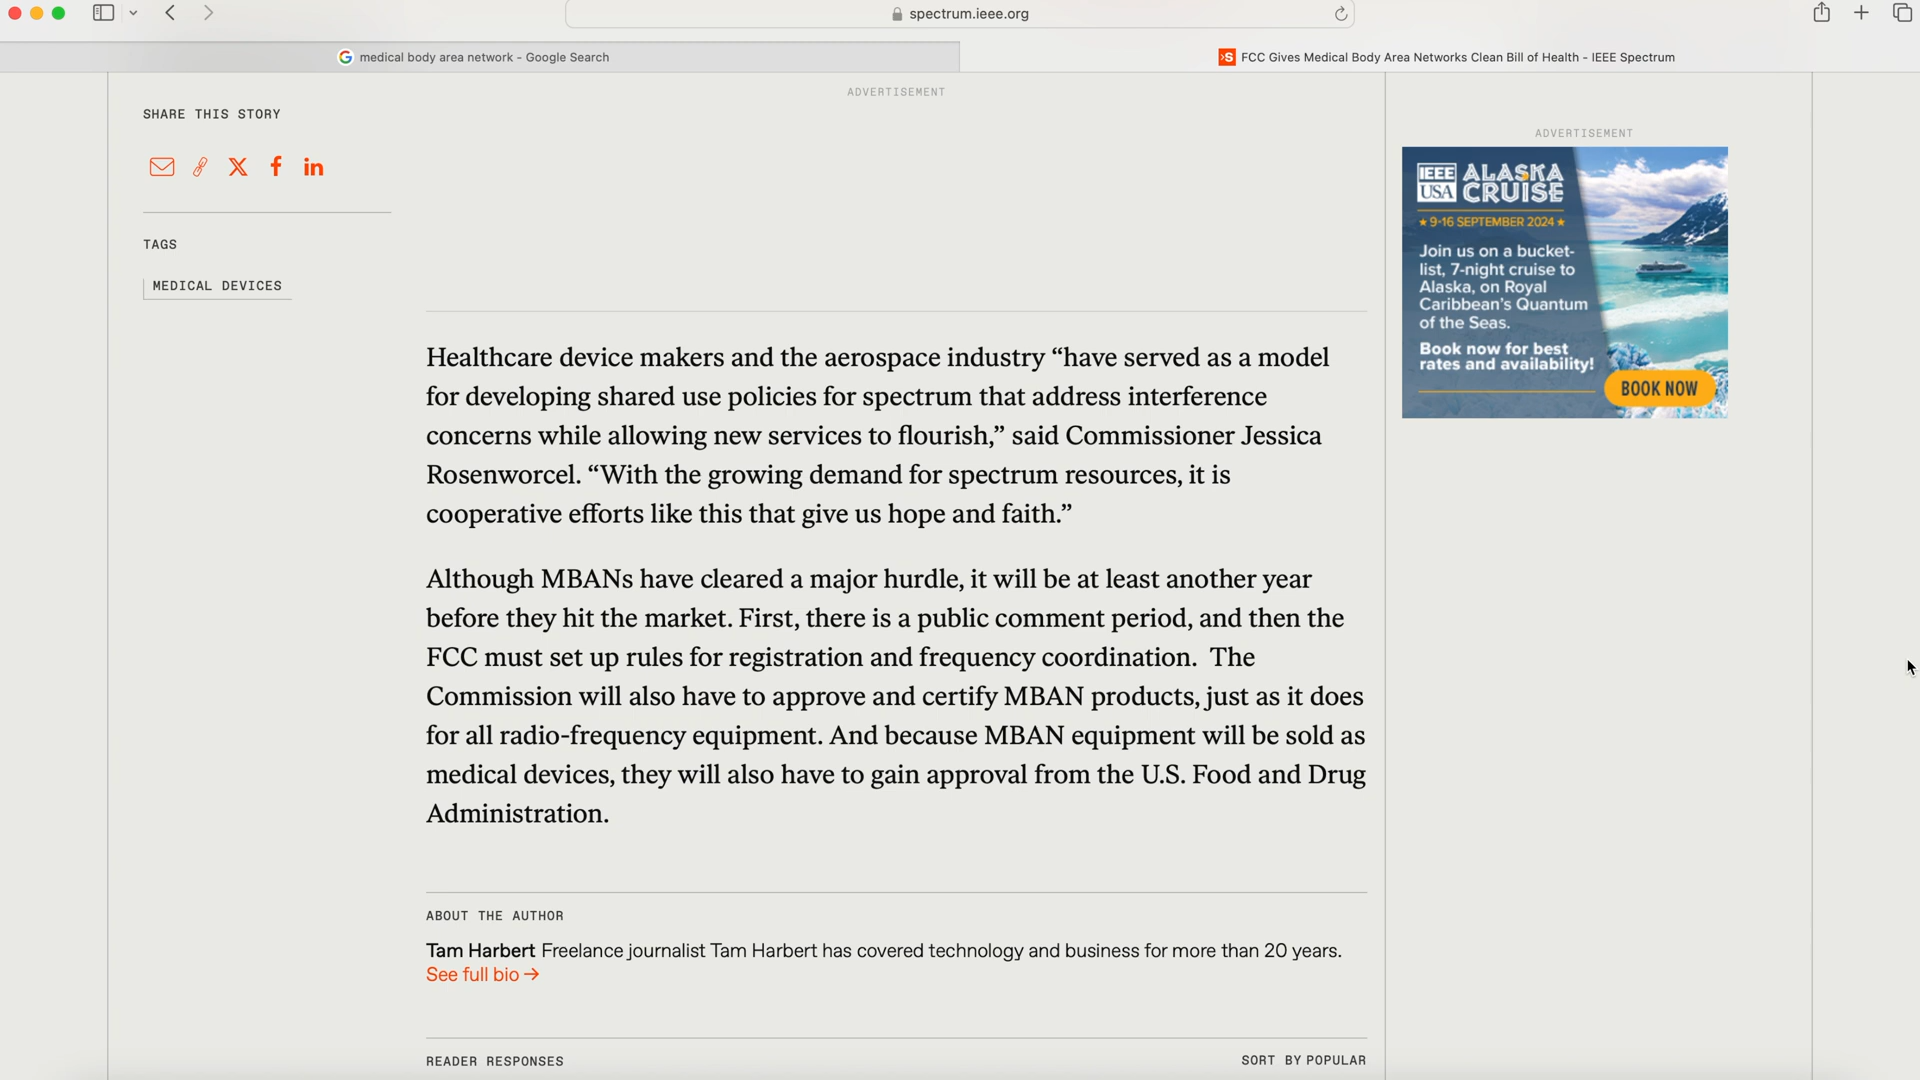 spectrum.ieee.org
medical body area network - Google Search
FCC Gives Medical Body Area Networks Clean Bill of Health - IEEE Spectrum
SHARE THIS STORY
TAGS
MEDICAL DEVICES
ADVERTISEMENT
Healthcare device makers and the aerospace industry “have served as a model
for developing shared use policies for spectrum that address interference
concerns while allowing new services to flourish,” said Commissioner Jessica
Rosenworcel. “With the growing demand for spectrum resources, it is
cooperative efforts like this that give us hope and faith.”
Although MBANs have cleared a major hurdle, it will be at least another year
before they hit the market. First, there is a public comment period, and then the
FCC must set up rules for registration and frequency coordination.  The
Commission will also have to approve and certify MBAN products, just as it does
for all radio-frequency equipment. And because MBAN equipment will be sold as
medical devices, they will also have to gain approval from the U.S. Food and Drug
Administration.
ABOUT THE AUTHOR
Tam Harbert Freelance journalist Tam Harbert has covered technology and business for more than 20 years.
See full bio →
READER RESPONSES
SORT BY POPULAR
ADVERTISEMENT
IEEE
USA
ALASKA
CRUISE
★ 9-16 SEPTEMBER 2024 ★
Join us on a bucket-
list, 7-night cruise to
Alaska, on Royal
Caribbean's Quantum
of the Seas.
Book now for best
rates and availability!
BOOK NOW